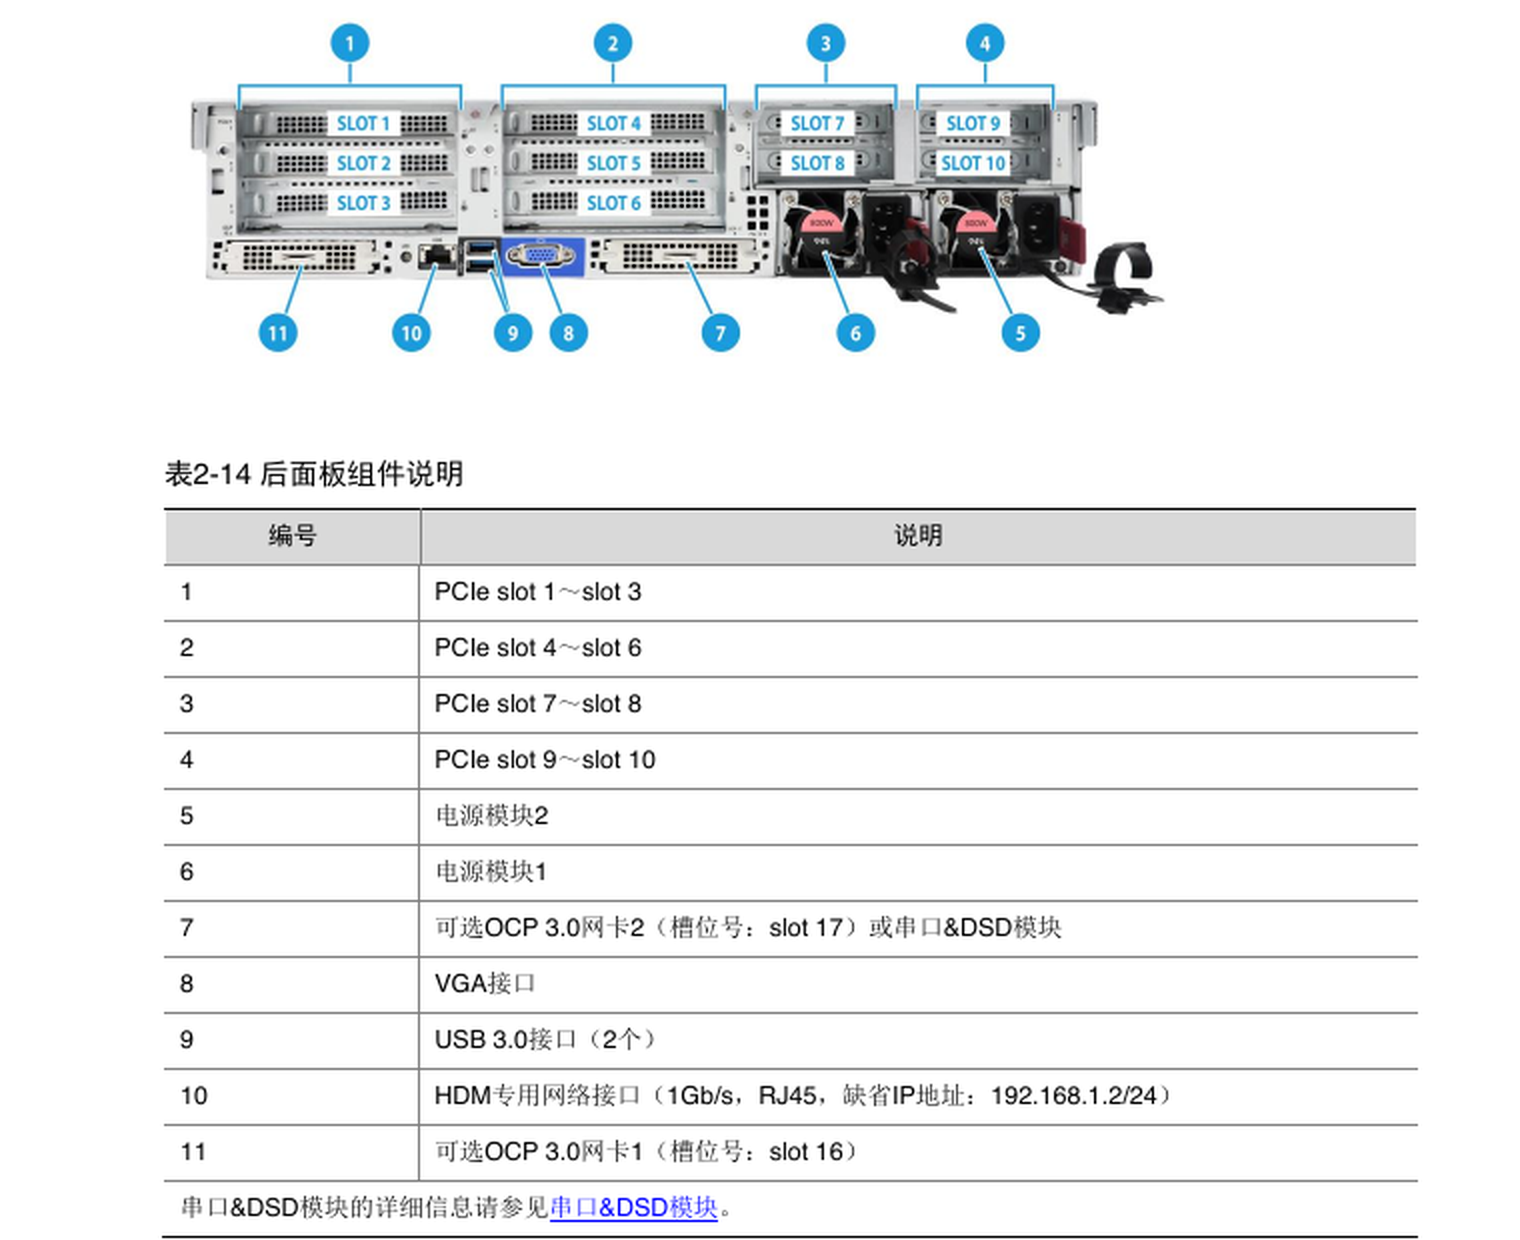 1 2 3 4
SLOT 1 SLOT 4 SLOT 7 SLOT 9
SLOT 2 SLOT 5 SLOT 8 SLOT 10
SLOT 3 SLOT 6
800W 800W
11 10 9 8 7 6 5
表2-14 后面板组件说明
编号 说明
1 PCIe slot 1～slot 3
2 PCIe slot 4～slot 6
3 PCIe slot 7～slot 8
4 PCIe slot 9～slot 10
5 电源模块2
6 电源模块1
7 可选OCP 3.0网卡2（槽位号：slot 17）或串口&DSD模块
8 VGA接口
9 USB 3.0接口（2个）
10 HDM专用网络接口（1Gb/s，RJ45，缺省IP地址：192.168.1.2/24）
11 可选OCP 3.0网卡1（槽位号：slot 16）
串口&DSD模块的详细信息请参见串口&DSD模块。